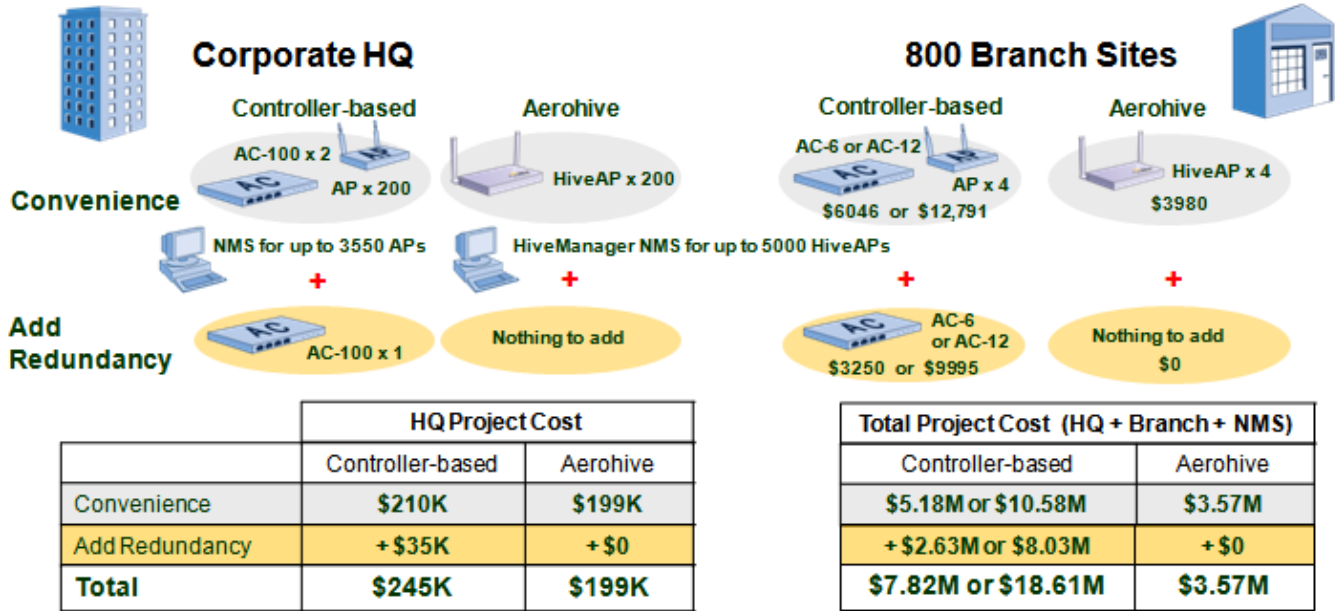 Corporate HQ
800 Branch Sites
Controller-based
Aerohive
Controller-based
Aerohive
Convenience
AC-100 x 2
AP
AC
AP x 200
HiveAP x 200
AC-6 or AC-12
AP
AC
AP x 4
$6046 or $12,791
HiveAP x 4
$3980
NMS for up to 3550 APs
HiveManager NMS for up to 5000 HiveAPs
+
+
+
+
Add
Redundancy
AC
AC-100 x 1
Nothing to add
AC
AC-6
or AC-12
$3250 or $9995
Nothing to add
$0
HQ Project Cost
Controller-based Aerohive
Convenience $210K $199K
Add Redundancy +$35K +$0
Total $245K $199K
Total Project Cost (HQ + Branch + NMS)
Controller-based Aerohive
$5.18M or $10.58M $3.57M
+$2.63M or $8.03M +$0
$7.82M or $18.61M $3.57M